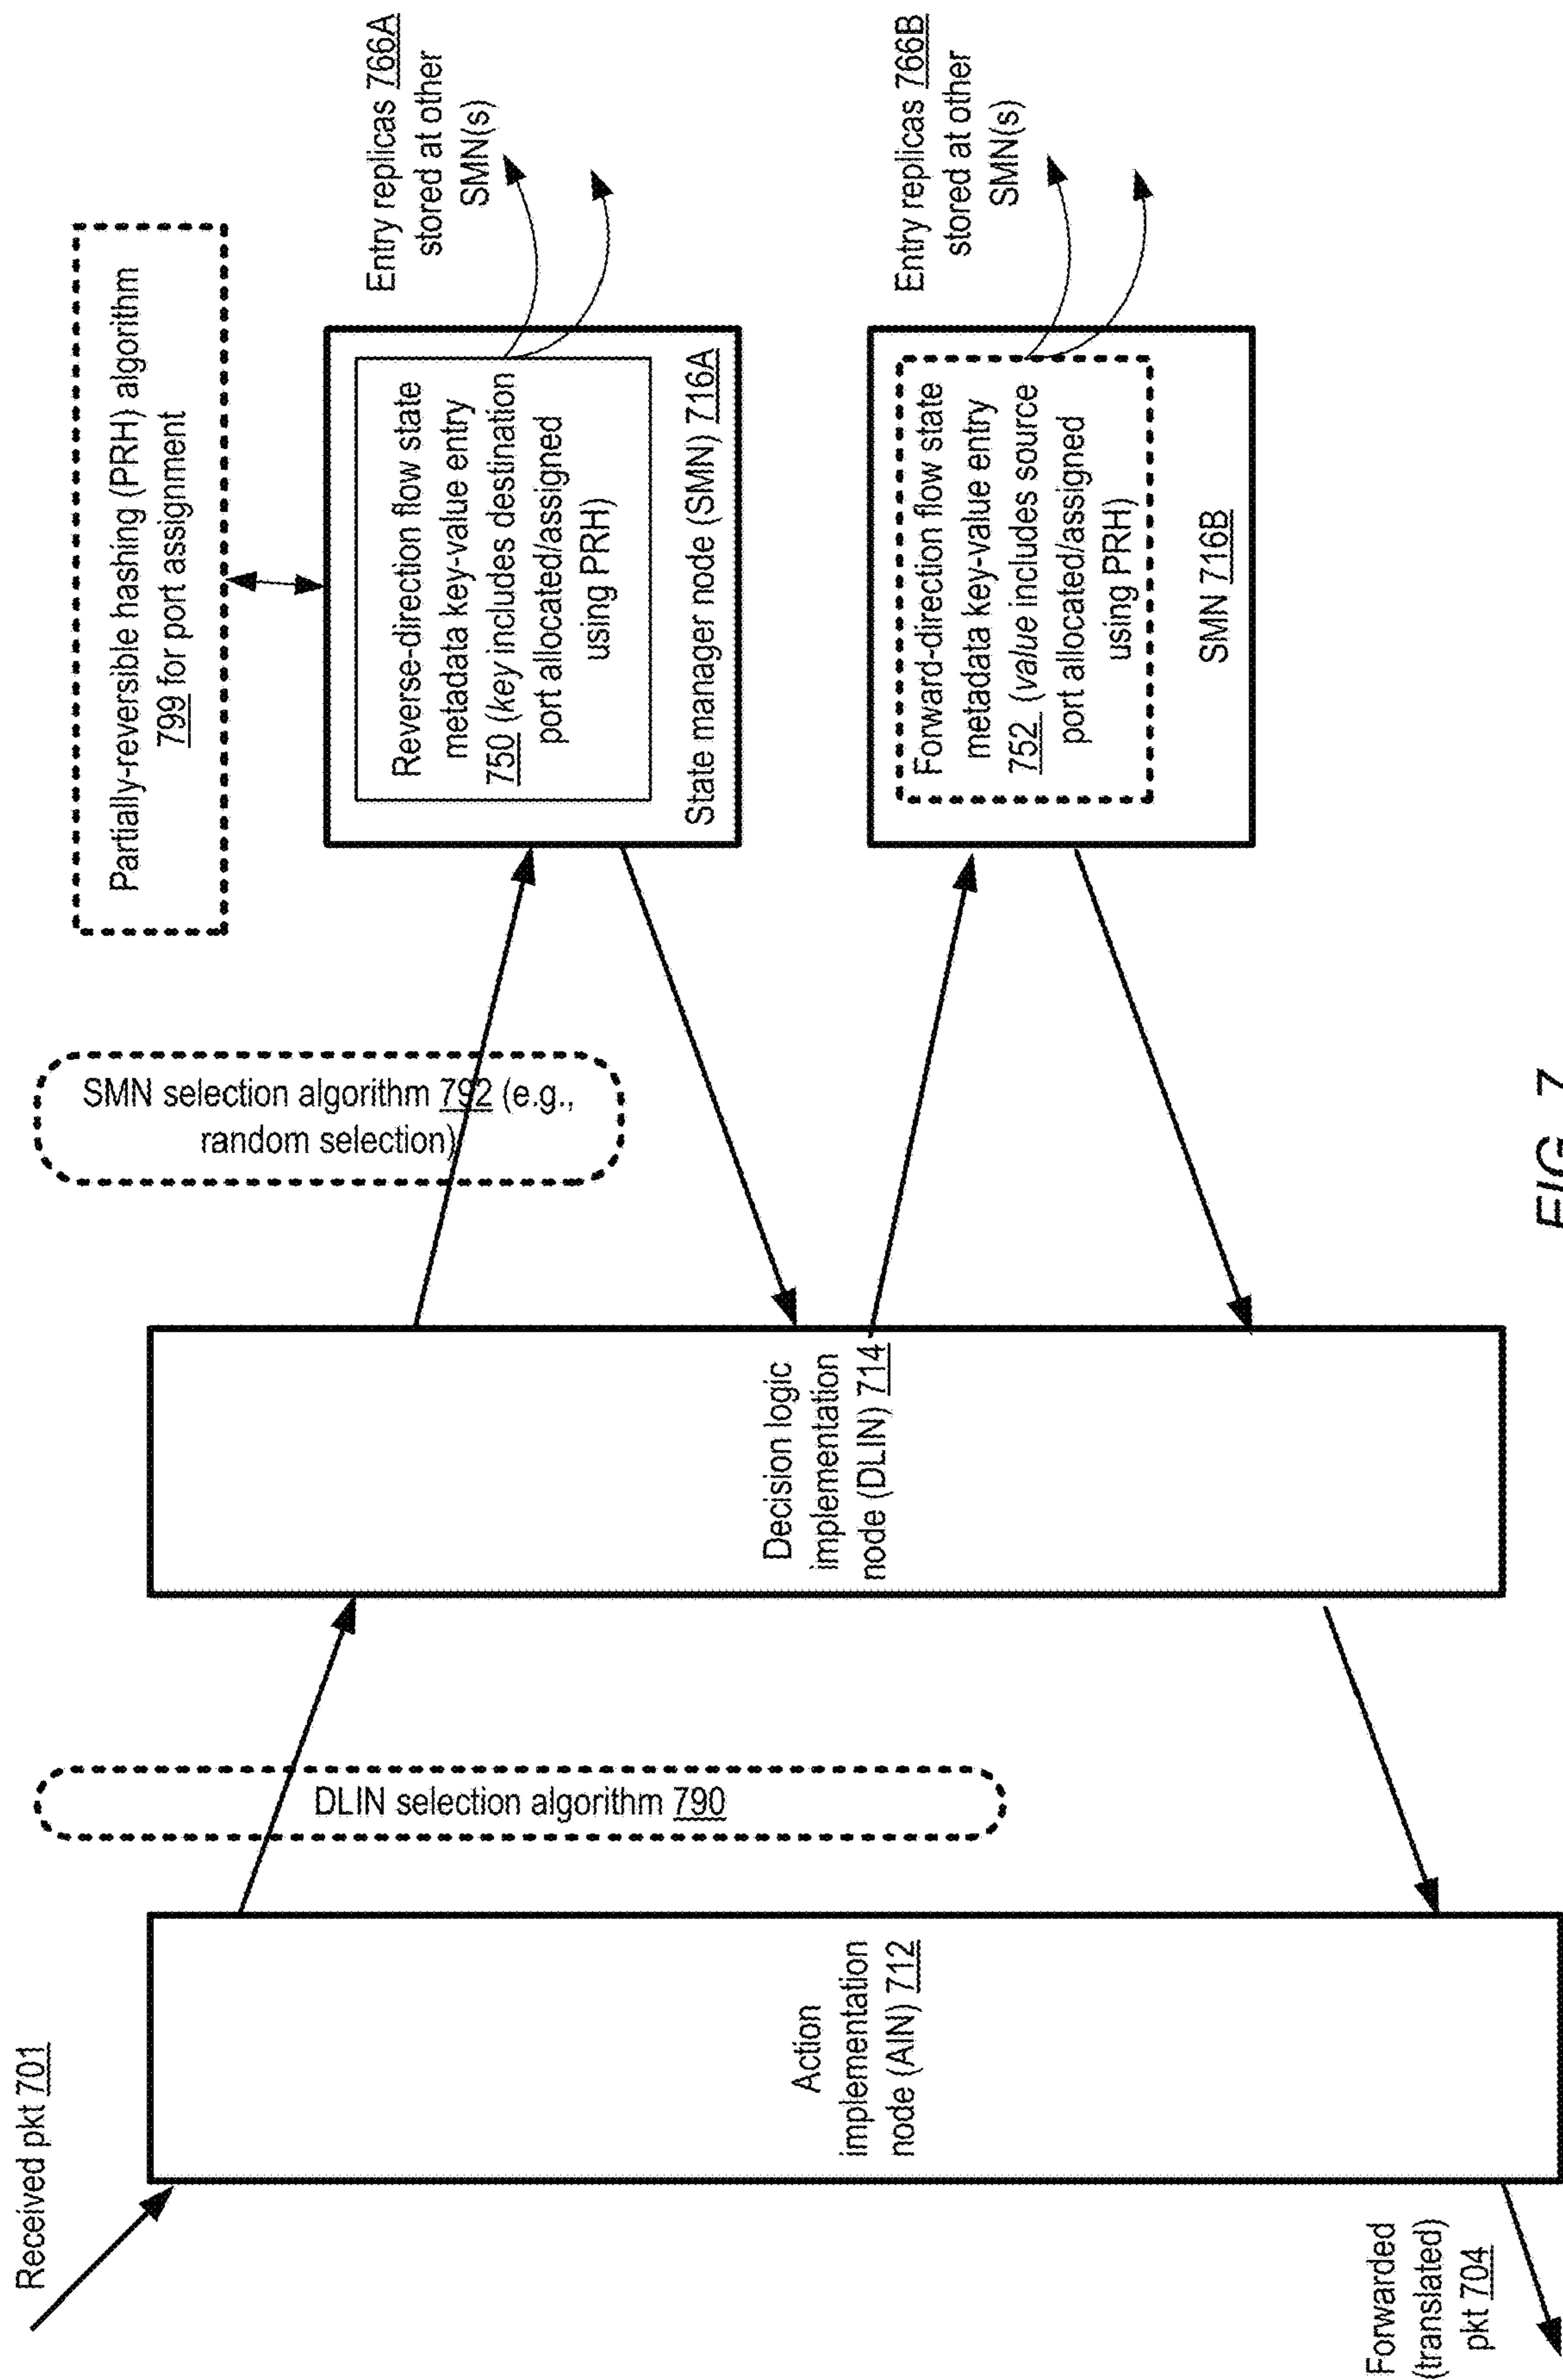 Received pkt 701
Action
implementation
node (AIN) 712
Forwarded
(translated)
pkt 704
DLIN selection algorithm 790
Decision logic
implementation
node (DLIN) 714
SMN selection algorithm 792 (e.g.,
random selection)
Partially-reversible hashing (PRH) algorithm
799 for port assignment
Reverse-direction flow state
metadata key-value entry
750 (key includes destination
port allocated/assigned
using PRH)
State manager node (SMN) 716A
Entry replicas 766A
stored at other
SMN(s)
Forward-direction flow state
metadata key-value entry
752 (value includes source
port allocated/assigned
using PRH)
SMN 716B
Entry replicas 766B
stored at other
SMN(s)
FIG. 7